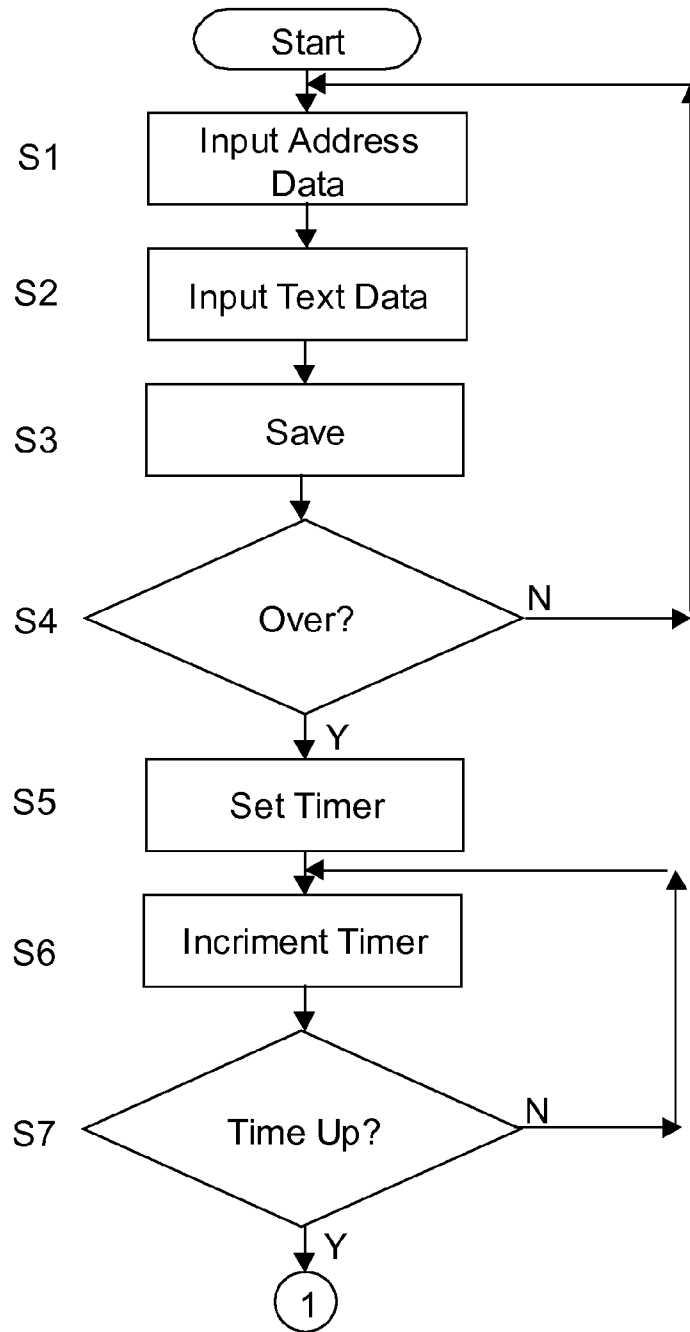 Start
S1
Input Address
Data
S2
Input Text Data
S3
Save
S4
Over?
N
Y
S5
Set Timer
S6
Incriment Timer
S7
Time Up?
N
Y
1